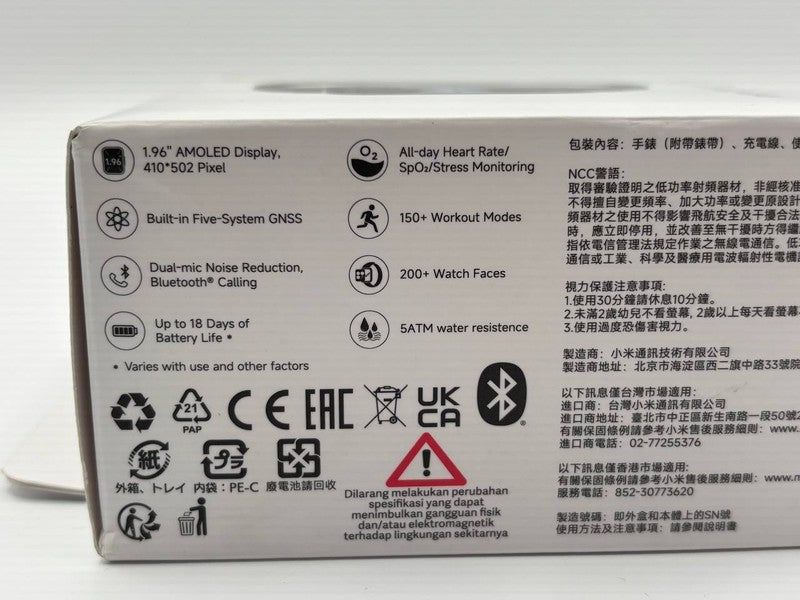 1.96
1.96" AMOLED Display,
410*502 Pixel
Built-in Five-System GNSS
Dual-mic Noise Reduction,
Bluetooth® Calling
Up to 18 Days of
Battery Life *
* Varies with use and other factors
O2
All-day Heart Rate/
SpO₂/Stress Monitoring
150+ Workout Modes
200+ Watch Faces
5ATM water resistence
21
PAP
CE
EAC
UK
CA
®
紙
プラ
外箱、トレイ 内袋：PE-C 廢電池請回收
Dilarang melakukan perubahan
spesifikasi yang dapat
menimbulkan gangguan fisik
dan/atau elektromagnetik
terhadap lingkungan sekitarnya
包裝內容：手錶（附帶錶帶）、充電線、
NCC警語：
取得審驗證明之低功率射頻器材，非經核准
不得擅自變更頻率、加大功率或變更原設計
頻器材之使用不得影響飛航安全及干擾合法
時，應立即停用，並改善至無干擾時方得繼
指依電信管理法規定作業之無線電通信。低
通信或工業、科學及醫療用電波輻射性電機
視力保護注意事項：
1.使用30分鐘請休息10分鐘。
2.未滿2歲幼兒不看螢幕，2歲以上每天看螢幕
3.使用過度恐傷害視力。
製造商：小米通訊技術有限公司
製造商地址：北京市海淀區西二旗中路33號院
以下訊息僅台灣市場適用：
進口商：台灣小米通訊有限公司
進口商地址：臺北市中正區新生南路一段50號2
有關保固條例請參考小米售後服務細則：www.
進口商電話：02-77255376
以下訊息僅香港市場適用：
有關保固條例請參考小米售後服務細則：www.
服務電話：852-30773620
製造號碼：即外盒和本體上的SN號
使用方法及注意事項：請參閱說明書